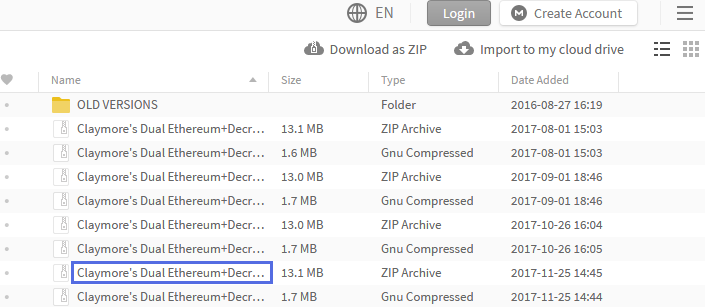 EN Login Create Account
Download as ZIP Import to my cloud drive
Name Size Type Date Added
OLD VERSIONS Folder 2016-08-27 16:19
Claymore's Dual Ethereum+Decr... 13.1 MB ZIP Archive 2017-08-01 15:03
Claymore's Dual Ethereum+Decr... 1.6 MB Gnu Compressed 2017-08-01 15:03
Claymore's Dual Ethereum+Decr... 13.0 MB ZIP Archive 2017-09-01 18:46
Claymore's Dual Ethereum+Decr... 1.7 MB Gnu Compressed 2017-09-01 18:46
Claymore's Dual Ethereum+Decr... 13.0 MB ZIP Archive 2017-10-26 16:04
Claymore's Dual Ethereum+Decr... 1.7 MB Gnu Compressed 2017-10-26 16:05
Claymore's Dual Ethereum+Decr... 13.1 MB ZIP Archive 2017-11-25 14:45
Claymore's Dual Ethereum+Decr... 1.7 MB Gnu Compressed 2017-11-25 14:44